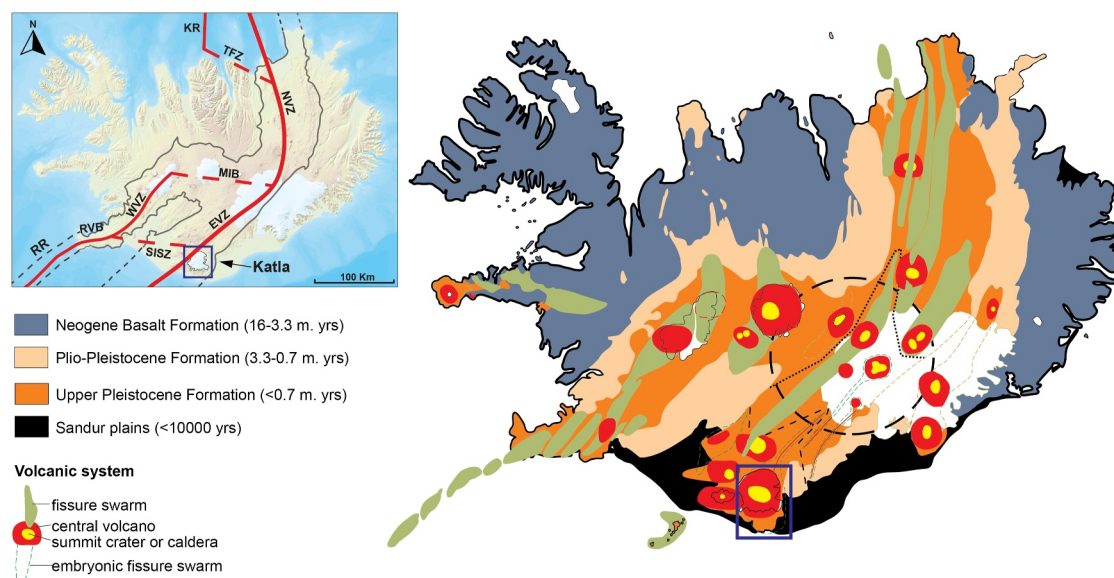 N
KR
TFZ
NVZ
MIB
WVZ
EVZ
RVB
RR
SISZ
Katla
100 Km
Neogene Basalt Formation (16-3.3 m. yrs)
Plio-Pleistocene Formation (3.3-0.7 m. yrs)
Upper Pleistocene Formation (<0.7 m. yrs)
Sandur plains (<10000 yrs)
Volcanic system
fissure swarm
central volcano
summit crater or caldera
embryonic fissure swarm